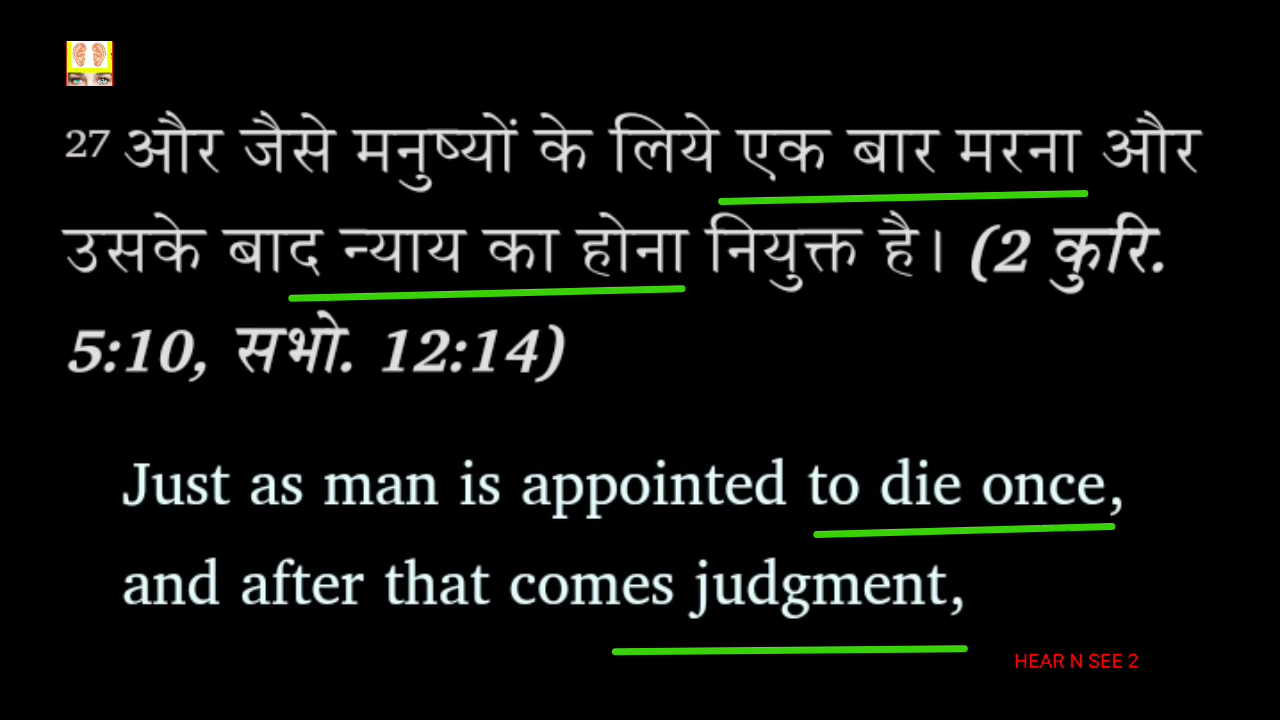 27 और जैसे मनुष्यों के लिये एक बार मरना और
उसके बाद न्याय का होना नियुक्त है। (2 कुरि.
5:10, सभो. 12:14)
Just as man is appointed to die once,
and after that comes judgment,
HEAR N SEE 2